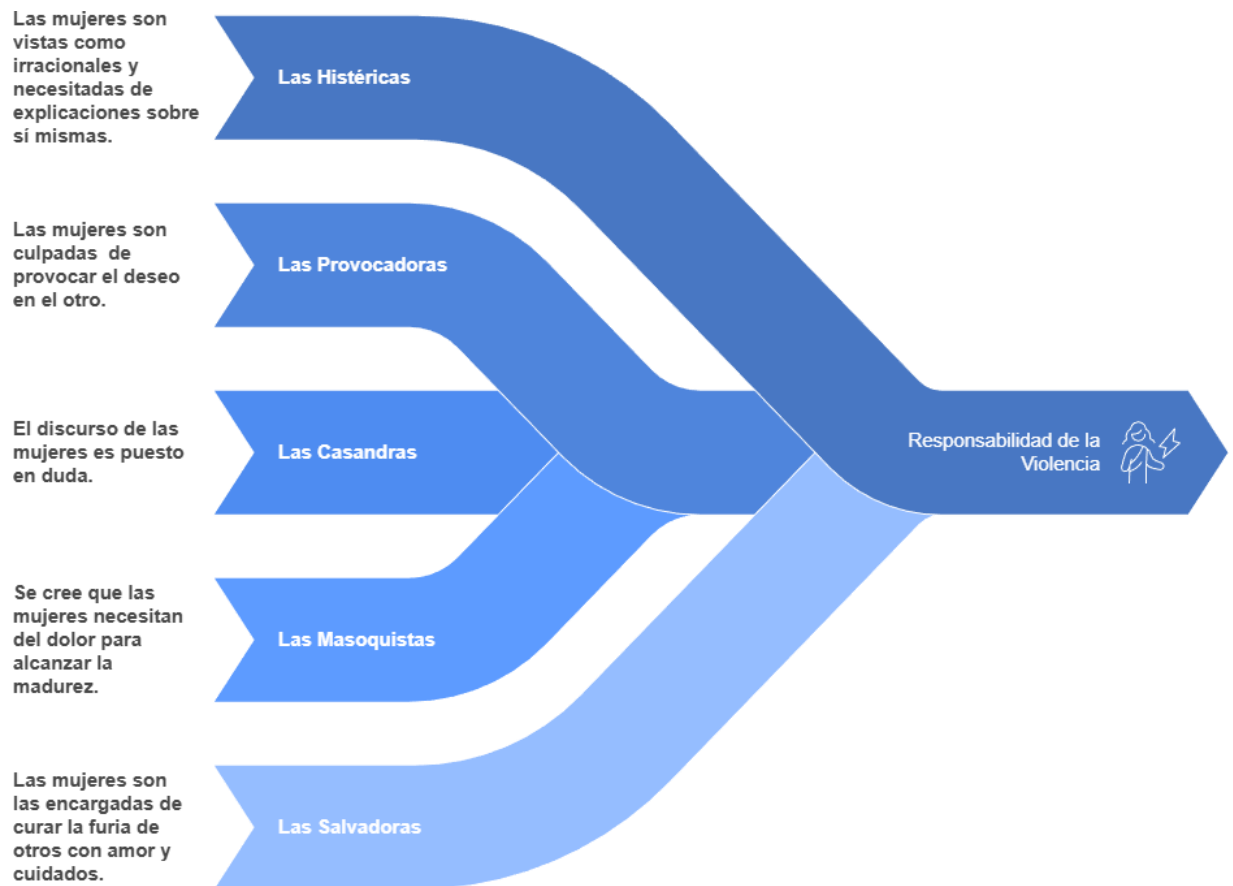 Las mujeres son
vistas como
irracionales y
necesitadas de
explicaciones sobre
sí mismas.
Las Histéricas
Las mujeres son
culpadas de
provocar el deseo
en el otro.
Las Provocadoras
El discurso de las
mujeres es puesto
en duda.
Las Casandras
Responsabilidad de la
Violencia
Se cree que las
mujeres necesitan
del dolor para
alcanzar la
madurez.
Las Masoquistas
Las mujeres son
las encargadas de
curar la furia de
otros con amor y
cuidados.
Las Salvadoras